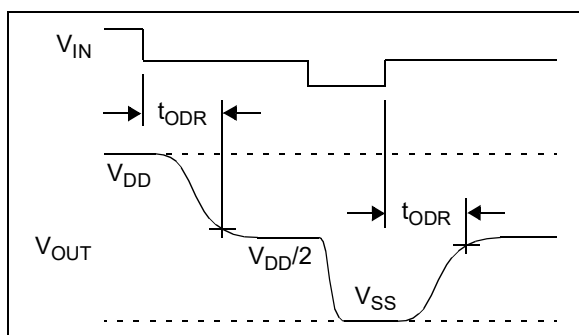 V_IN
t_ODR
V_DD
t_ODR
V_OUT
V_DD/2
V_SS